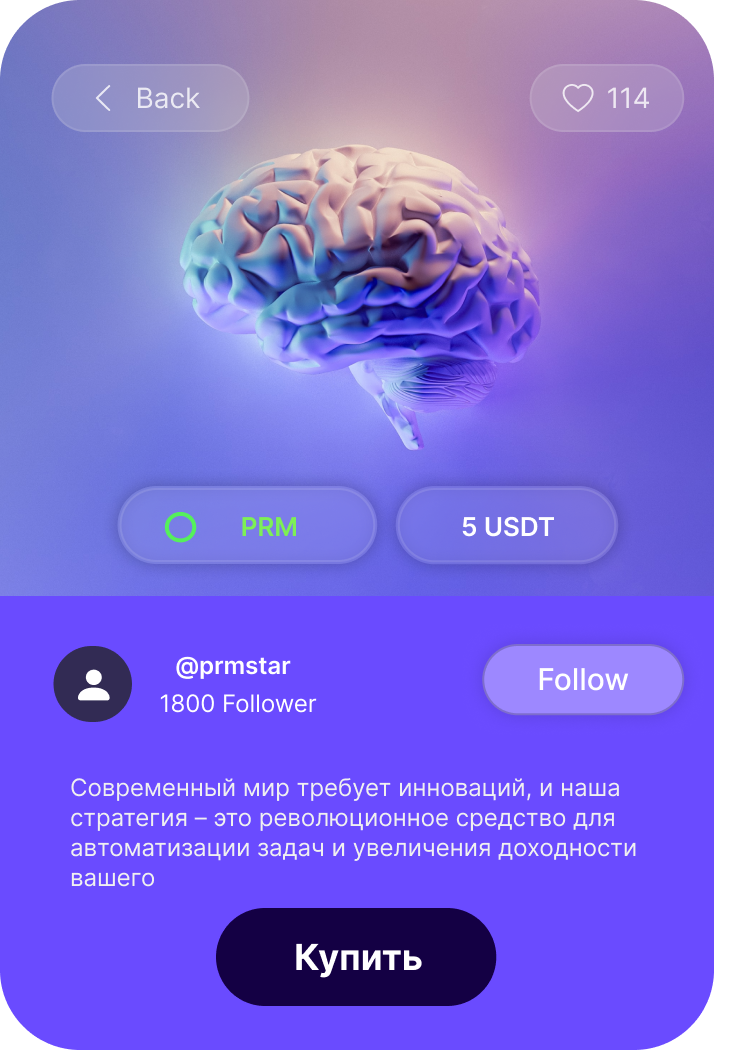 Back
114
PRM
5 USDT
@prmstar
1800 Follower
Follow
Современный мир требует инноваций, и наша
стратегия – это революционное средство для
автоматизации задач и увеличения доходности
вашего
Купить